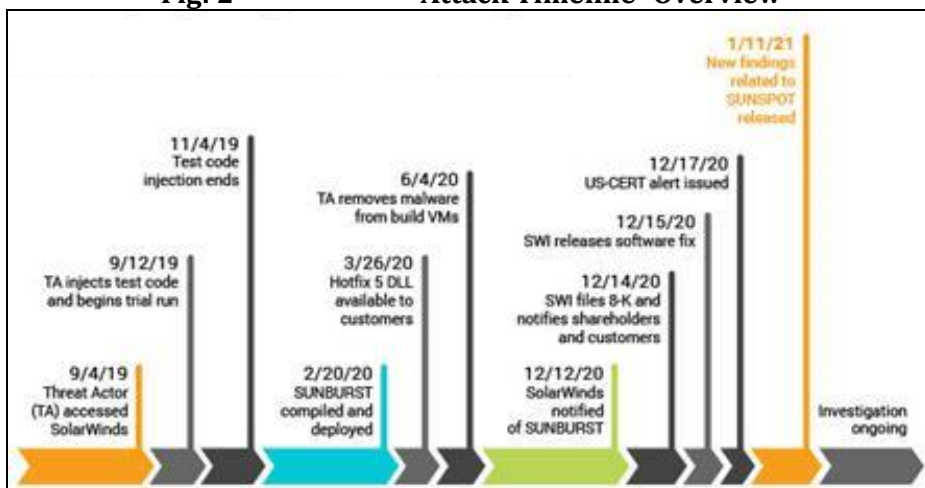 Fig. 2 Attack Timeline Overview
1/11/21
New findings
related to
SUNSPOT
released
11/4/19
Test code
injection ends
12/17/20
US-CERT alert issued
6/4/20
TA removes malware
from build VMs
12/15/20
SWI releases software fix
9/12/19
TA injects test code
and begins trial run
3/26/20
Hotfix 5 DLL
available to
customers
12/14/20
SWI files 8-K and
notifies shareholders
and customers
9/4/19
Threat Actor
(TA) accessed
SolarWinds
2/20/20
SUNBURST
compiled and
deployed
12/12/20
SolarWinds
notified
of SUNBURST
Investigation
ongoing